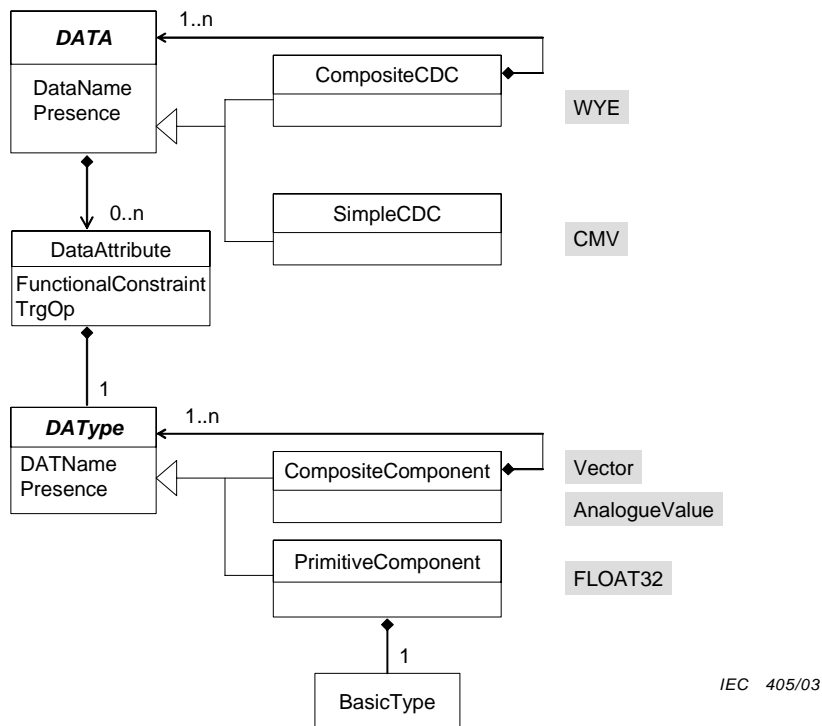 1..n
1
DATA
DataName
Presence
CompositeCDC
WYE
SimpleCDC
CMV
0..n
DataAttribute
FunctionalConstraint
TrgOp
1
DAType
DATName
Presence
1..n
CompositeComponent
Vector
AnalogueValue
PrimitiveComponent
FLOAT32
1
BasicType
IEC 405/03